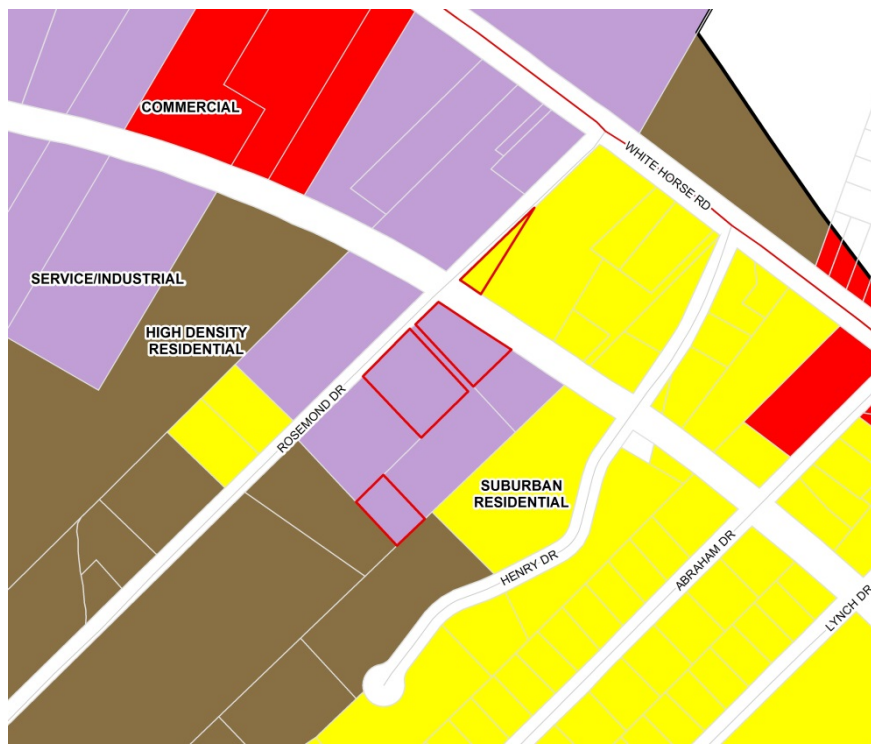 COMMERCIAL
WHITE HORSE RD
SERVICE/INDUSTRIAL
HIGH DENSITY
RESIDENTIAL
ROSEMOND DR
SUBURBAN
RESIDENTIAL
HENRY DR
ABRAHAM DR
LYNCH DR